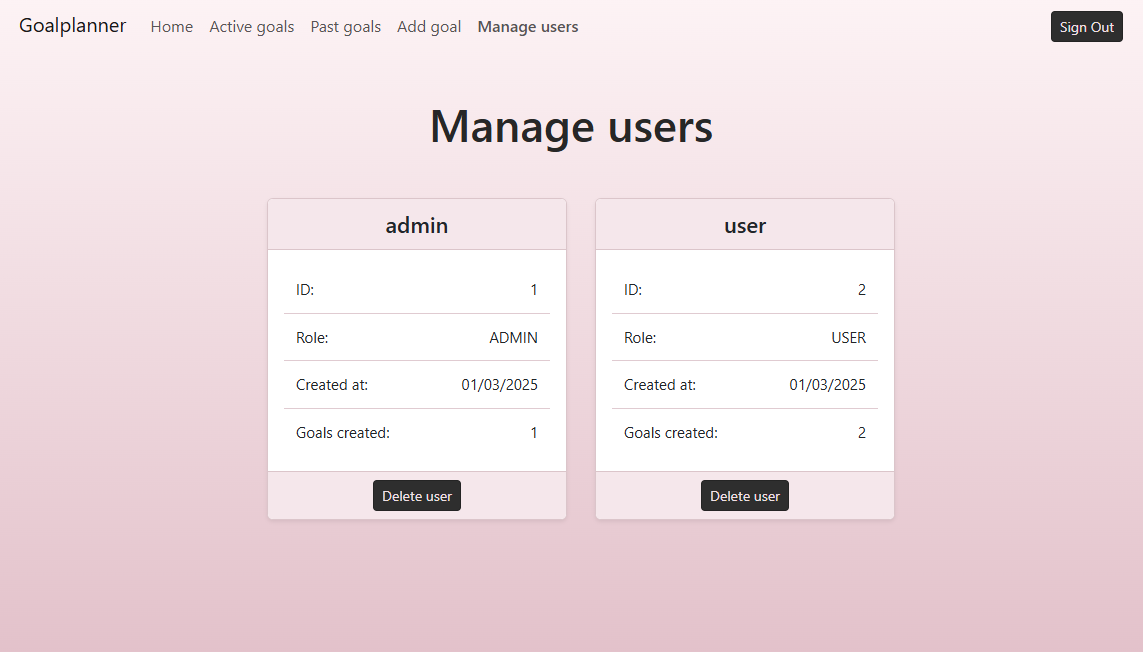 Goalplanner Home Active goals Past goals Add goal Manage users Sign Out
Manage users
admin
ID: 1
Role: ADMIN
Created at: 01/03/2025
Goals created: 1
Delete user
user
ID: 2
Role: USER
Created at: 01/03/2025
Goals created: 2
Delete user